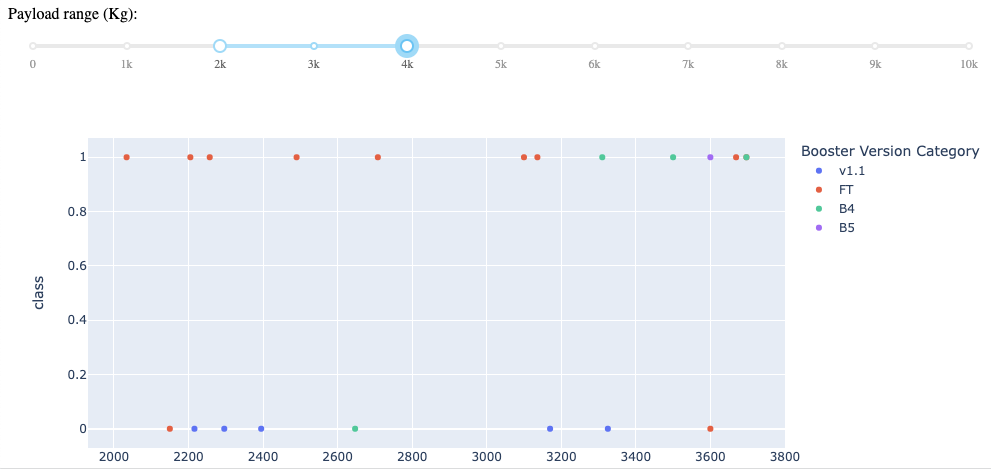 Payload range (Kg):
0 1k 2k 3k 4k 5k 6k 7k 8k 9k 10k
Booster Version Category
v1.1
FT
B4
B5
class
1
0.8
0.6
0.4
0.2
0
2000 2200 2400 2600 2800 3000 3200 3400 3600 3800